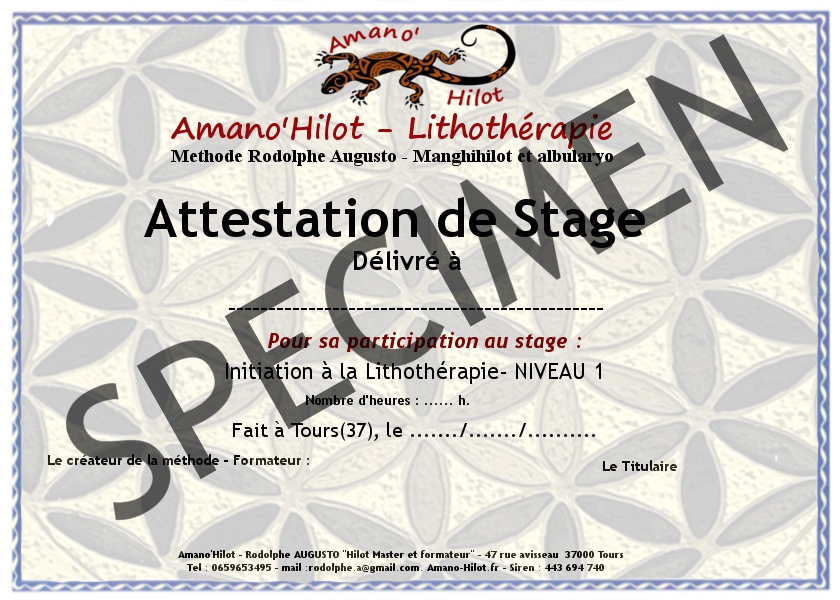 Amano'
Hilot
Amano'Hilot - Lithothérapie
Methode Rodolphe Augusto - Manghihilot et albularyo
Attestation de Stage
Délivré à
-----------------------------------------------
Pour sa participation au stage :
Initiation à la Lithothérapie- NIVEAU 1
Nombre d'heures : ...... h.
Fait à Tours(37), le ......./......./..........
Le créateur de la méthode - Formateur :
Le Titulaire
SPECIMEN
Amano'Hilot - Rodolphe AUGUSTO "Hilot Master et formateur" - 47 rue avisseau 37000 Tours
Tel : 0659653495 - mail :rodolphe.a@gmail.com. Amano-Hilot.fr - Siren : 443 694 740